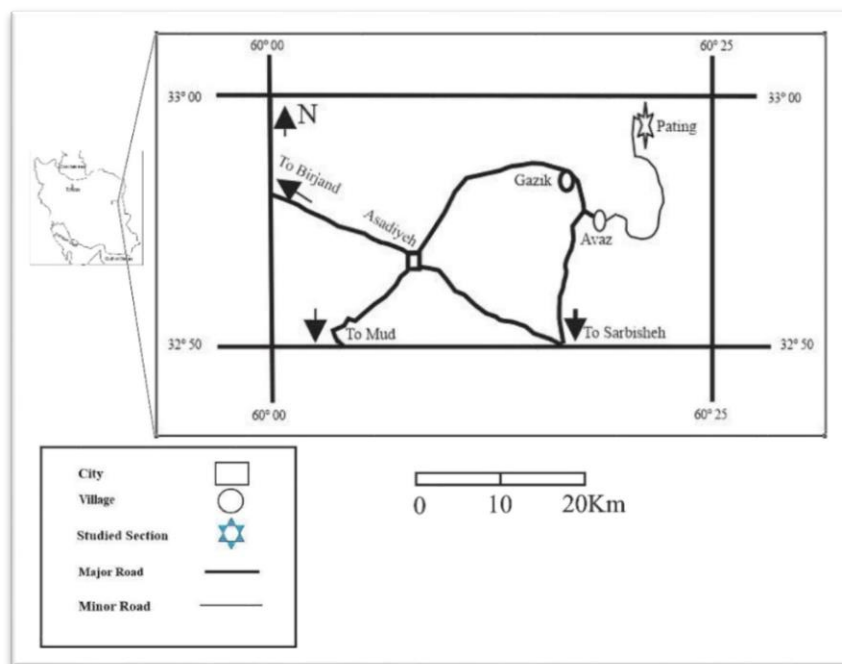 60° 00
60° 25
33° 00
33° 00
N
Pating
To Birjand
Gazik
Asadiyeh
Avaz
To Mud
To Sarbisheh
32° 50
32° 50
60° 00
60° 25
City
Village
Studied Section
Major Road
Minor Road
0 10 20Km